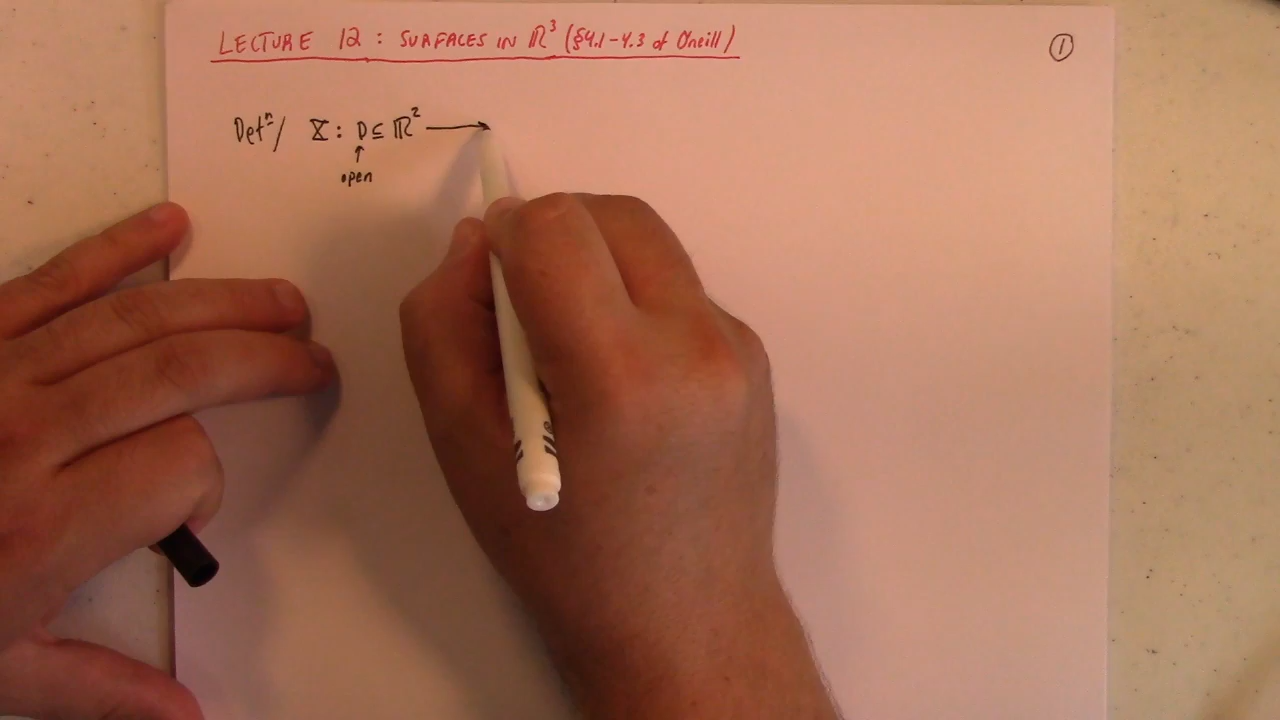 LECTURE 12 : SURFACES IN ℝ³ (§4.1-4.3 of O'neill)
①
Defⁿ/ X : D ⊆ ℝ² →
↑
open